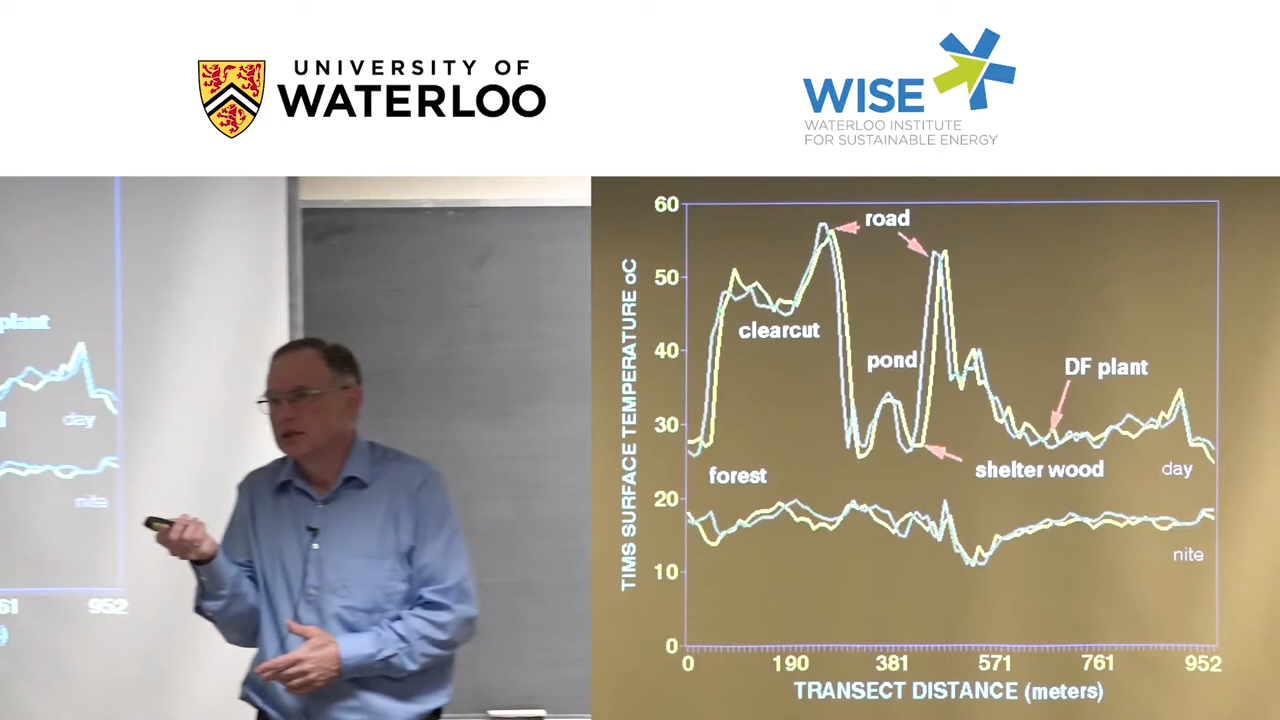 UNIVERSITY OF
WATERLOO
WISE
WATERLOO INSTITUTE
FOR SUSTAINABLE ENERGY
plant
day
nite
61
952
)
TIMS SURFACE TEMPERATURE oC
60
50
40
30
20
10
0
road
clearcut
pond
DF plant
forest
shelter wood
day
nite
0 190 381 571 761 952
TRANSECT DISTANCE (meters)